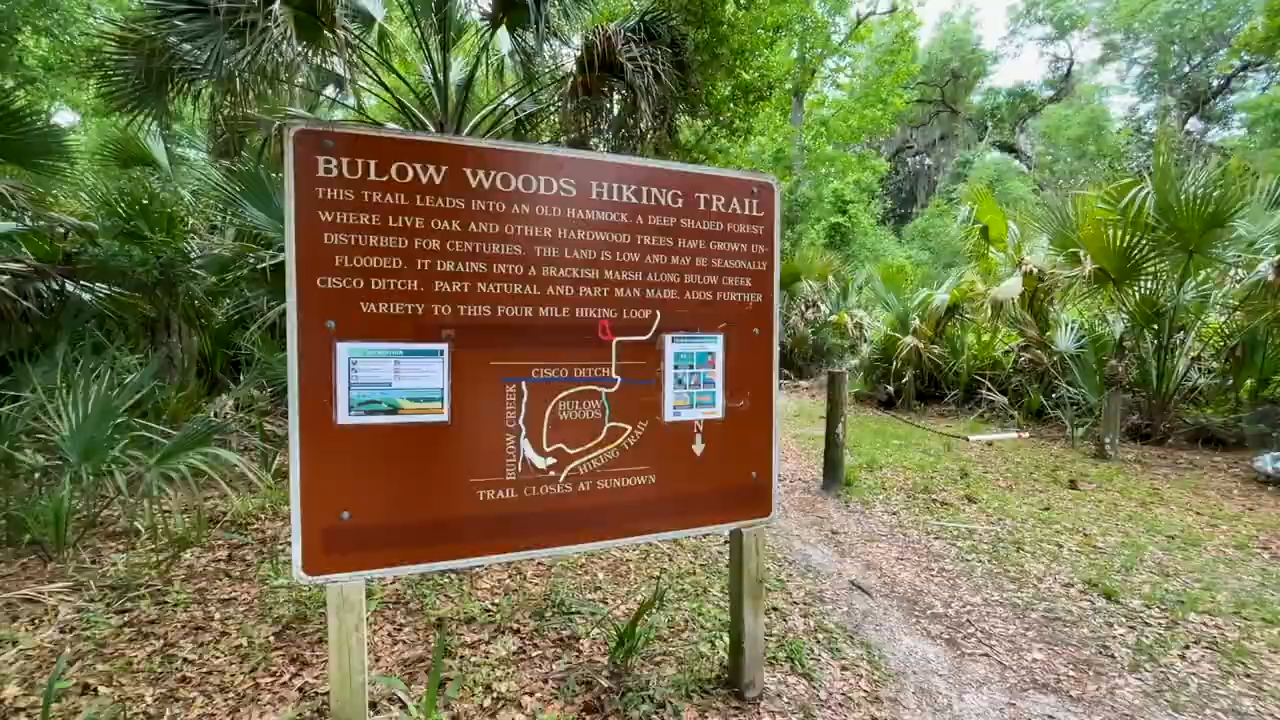 BULOW WOODS HIKING TRAIL
THIS TRAIL LEADS INTO AN OLD HAMMOCK. A DEEP SHADED FOREST
WHERE LIVE OAK AND OTHER HARDWOOD TREES HAVE GROWN UN-
DISTURBED FOR CENTURIES. THE LAND IS LOW AND MAY BE SEASONALLY
FLOODED. IT DRAINS INTO A BRACKISH MARSH ALONG BULOW CREEK
CISCO DITCH. PART NATURAL AND PART MAN MADE. ADDS FURTHER
VARIETY TO THIS FOUR MILE HIKING LOOP
CISCO DITCH
BULOW
WOODS
BULOW CREEK
HIKING TRAIL
N
TRAIL CLOSES AT SUNDOWN